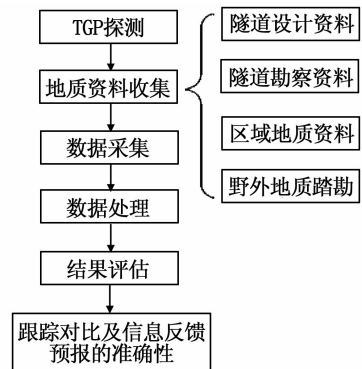 TGP探测
地质资料收集
数据采集
数据处理
结果评估
跟踪对比及信息反馈
预报的准确性
隧道设计资料
隧道勘察资料
区域地质资料
野外地质踏勘